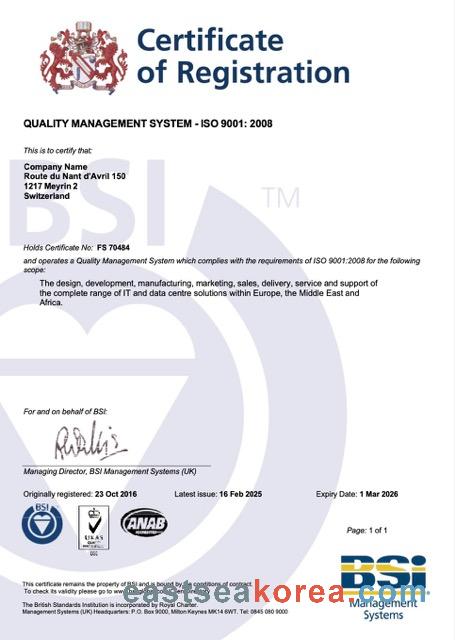 Certificate
of Registration
QUALITY MANAGEMENT SYSTEM - ISO 9001: 2008
This is to certify that:
Company Name
Route du Nant d'Avril 150
1217 Meyrin 2
Switzerland
BSI
TM
Holds Certificate No: FS 70484
and operates a Quality Management System which complies with the requirements of ISO 9001:2008 for the following
scope:
The design, development, manufacturing, marketing, sales, delivery, service and support of
the complete range of IT and data centre solutions within Europe, the Middle East and
Africa.
For and on behalf of BSI:
Managing Director, BSI Management Systems (UK)
Originally registered: 23 Oct 2016 Latest issue: 16 Feb 2025 Expiry Date: 1 Mar 2026
BSI
UKAS
ANAB
Page: 1 of 1
BSi
Management
Systems
This certificate remains the property of BSI and is bound by the conditions of contract.
To check its validity please go to
eastseakorea.com
The British Standards Institution is incorporated by Royal Charter.
Management Systems (UK) Headquarters: P.O. Box 9000, Milton Keynes MK14 6WT. Tel: 0845 080 9000